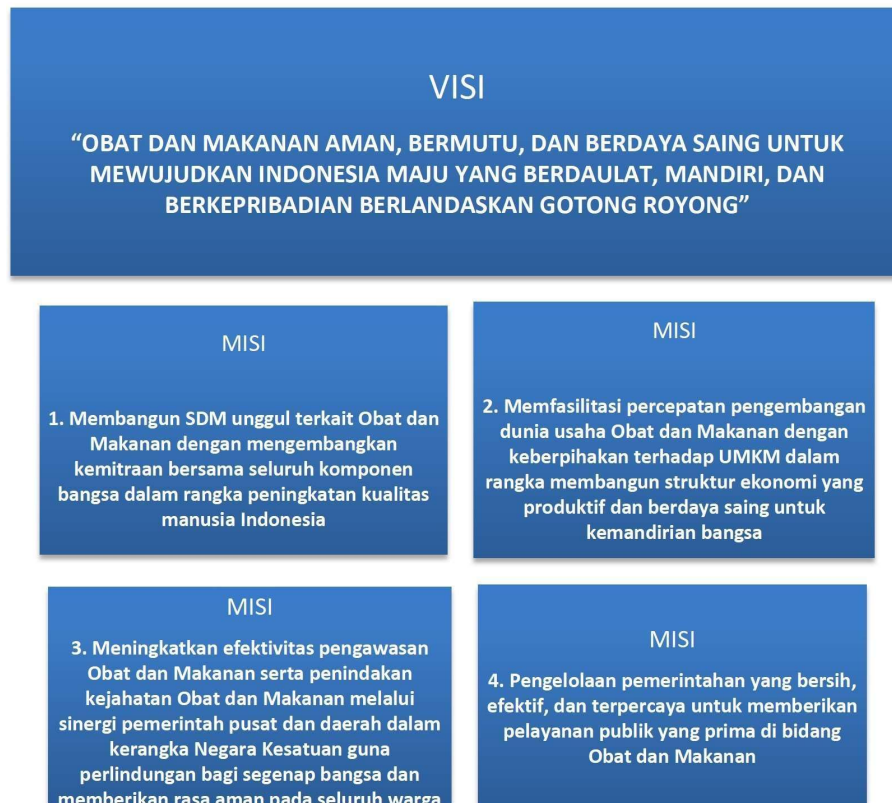 VISI
“OBAT DAN MAKANAN AMAN, BERMUTU, DAN BERDAYA SAING UNTUK
MEWUJUDKAN INDONESIA MAJU YANG BERDAULAT, MANDIRI, DAN
BERKEPRIBADIAN BERLANDASKAN GOTONG ROYONG”
MISI
1. Membangun SDM unggul terkait Obat dan
Makanan dengan mengembangkan
kemitraan bersama seluruh komponen
bangsa dalam rangka peningkatan kualitas
manusia Indonesia
MISI
2. Memfasilitasi percepatan pengembangan
dunia usaha Obat dan Makanan dengan
keberpihakan terhadap UMKM dalam
rangka membangun struktur ekonomi yang
produktif dan berdaya saing untuk
kemandirian bangsa
MISI
3. Meningkatkan efektivitas pengawasan
Obat dan Makanan serta penindakan
kejahatan Obat dan Makanan melalui
sinergi pemerintah pusat dan daerah dalam
kerangka Negara Kesatuan guna
perlindungan bagi segenap bangsa dan
memberikan rasa aman pada seluruh warga
MISI
4. Pengelolaan pemerintahan yang bersih,
efektif, dan terpercaya untuk memberikan
pelayanan publik yang prima di bidang
Obat dan Makanan